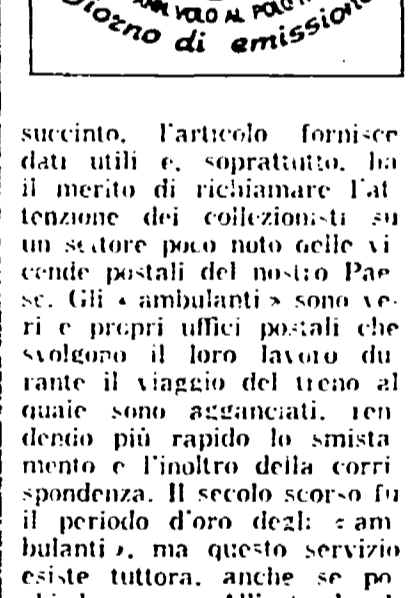 VOLO AL POLO
Giorno di emissione
succinto, l'articolo fornisce
dati utili e, soprattutto, ha
il merito di richiamare l'at
tenzione dei collezionisti su
un settore poco noto delle vi
cende postali del nostro Pae
se. Gli « ambulanti » sono ve-
ri e propri uffici postali che
svolgono il loro lavoro du
rante il viaggio del treno al
quale sono agganciati, ren
dendo più rapido lo smista
mento e l'inoltro della corri
spondenza. Il secolo scorso fu
il periodo d'oro degli « am
bulanti », ma questo servizio
esiste tuttora, anche se po